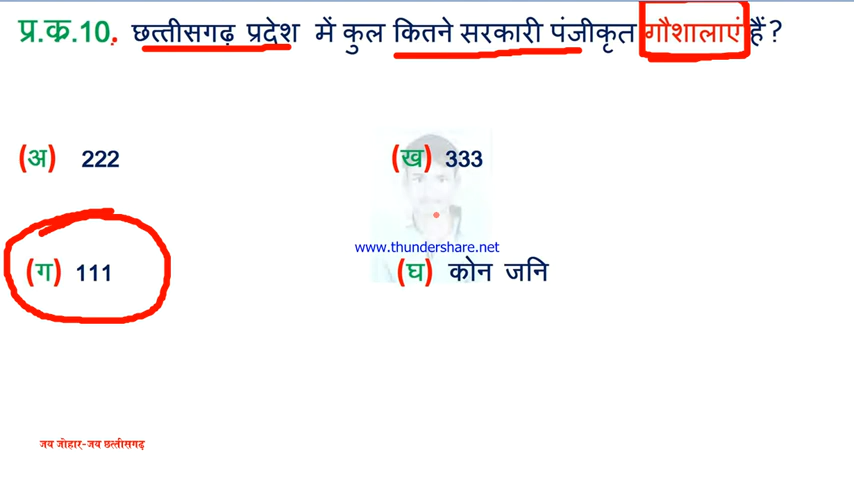 प्र.क.10. छत्तीसगढ़ प्रदेश में कुल कितने सरकारी पंजीकृत गौशालाएं हैं?
(अ) 222 (ख) 333
www.thundershare.net
(ग) 111 (घ) कोन जनि
जय जोहार-जय छत्तीसगढ़